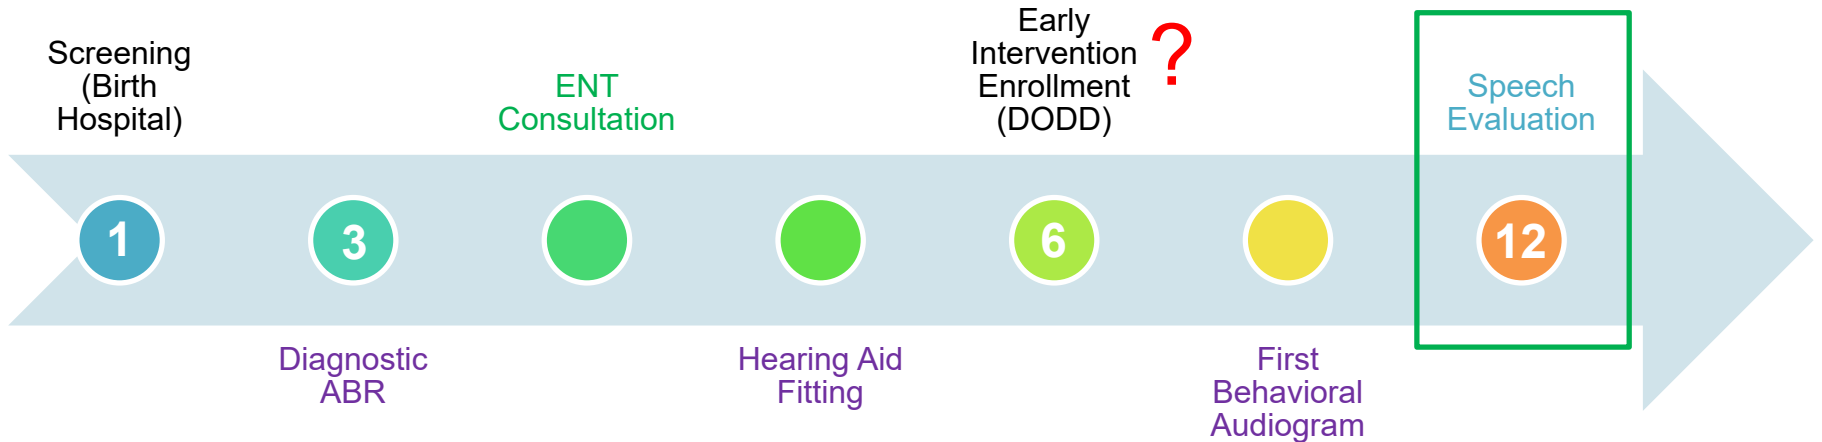 Screening
(Birth
Hospital)
ENT
Consultation
Early
Intervention
Enrollment
(DODD)
?
Speech
Evaluation
1
3
6
12
Diagnostic
ABR
Hearing Aid
Fitting
First
Behavioral
Audiogram